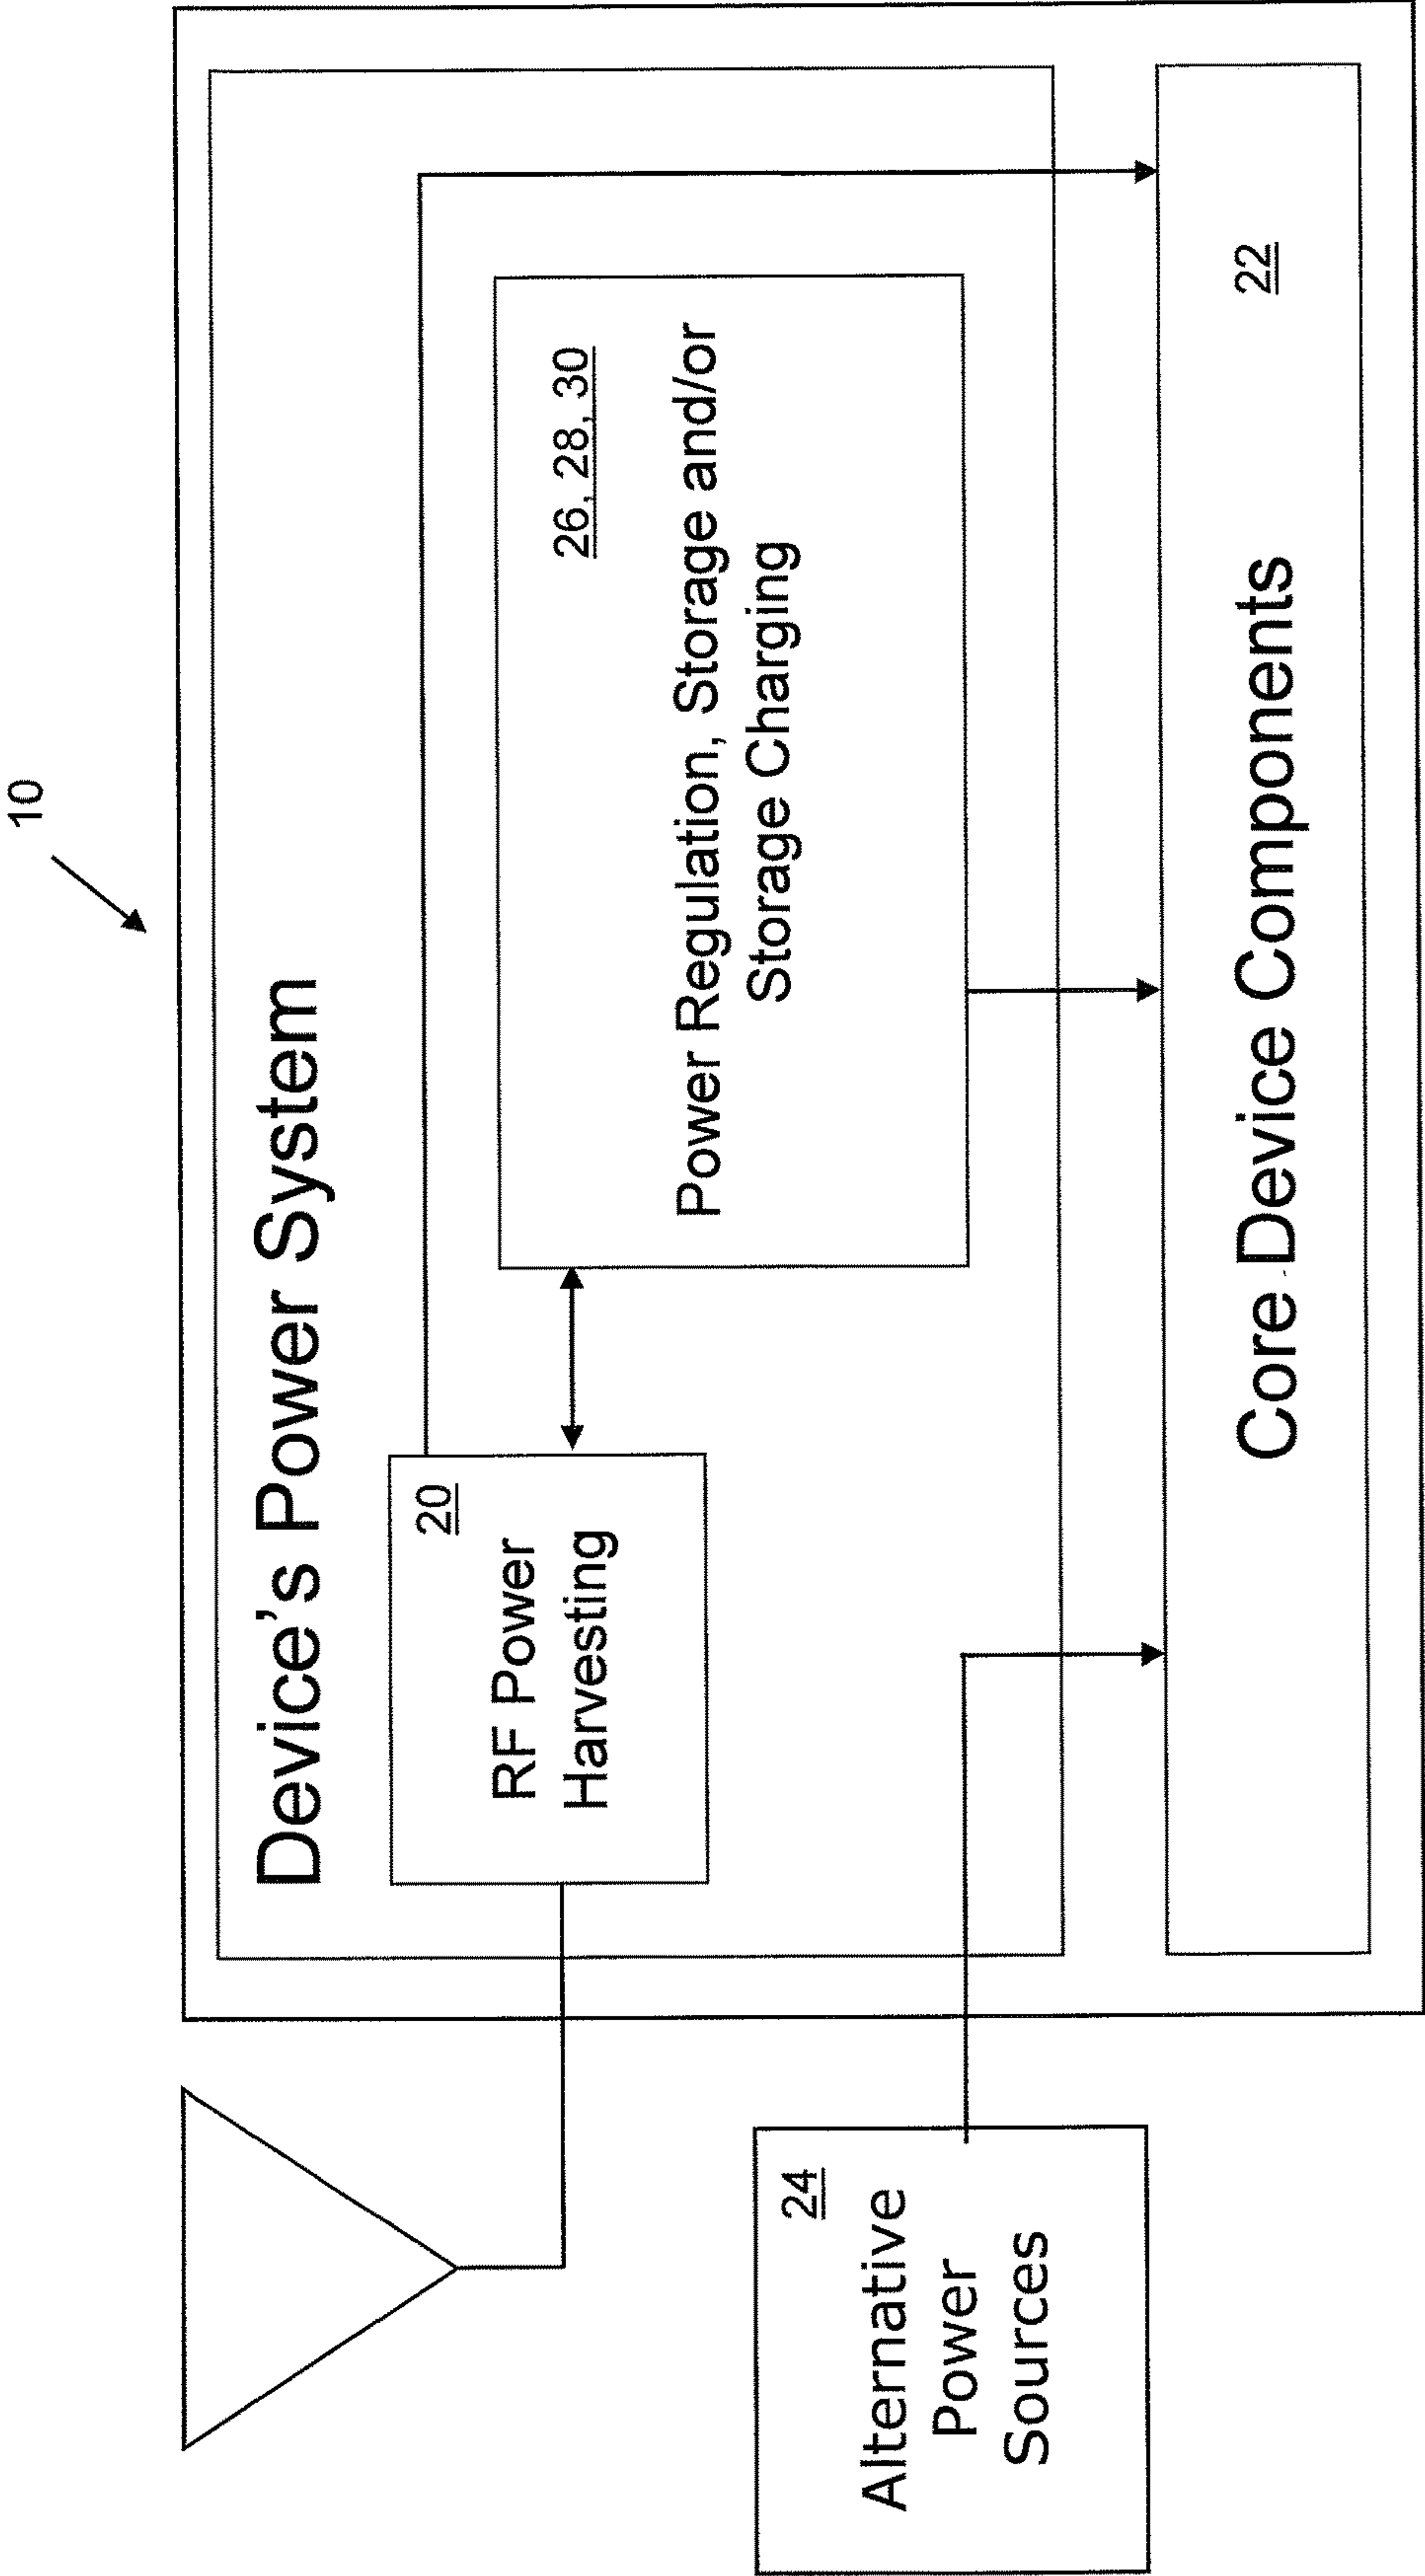 10
Device's Power System
20
RF Power
Harvesting
26, 28, 30
Power Regulation, Storage and/or
Storage Charging
24
Alternative
Power
Sources
22
Core Device Components